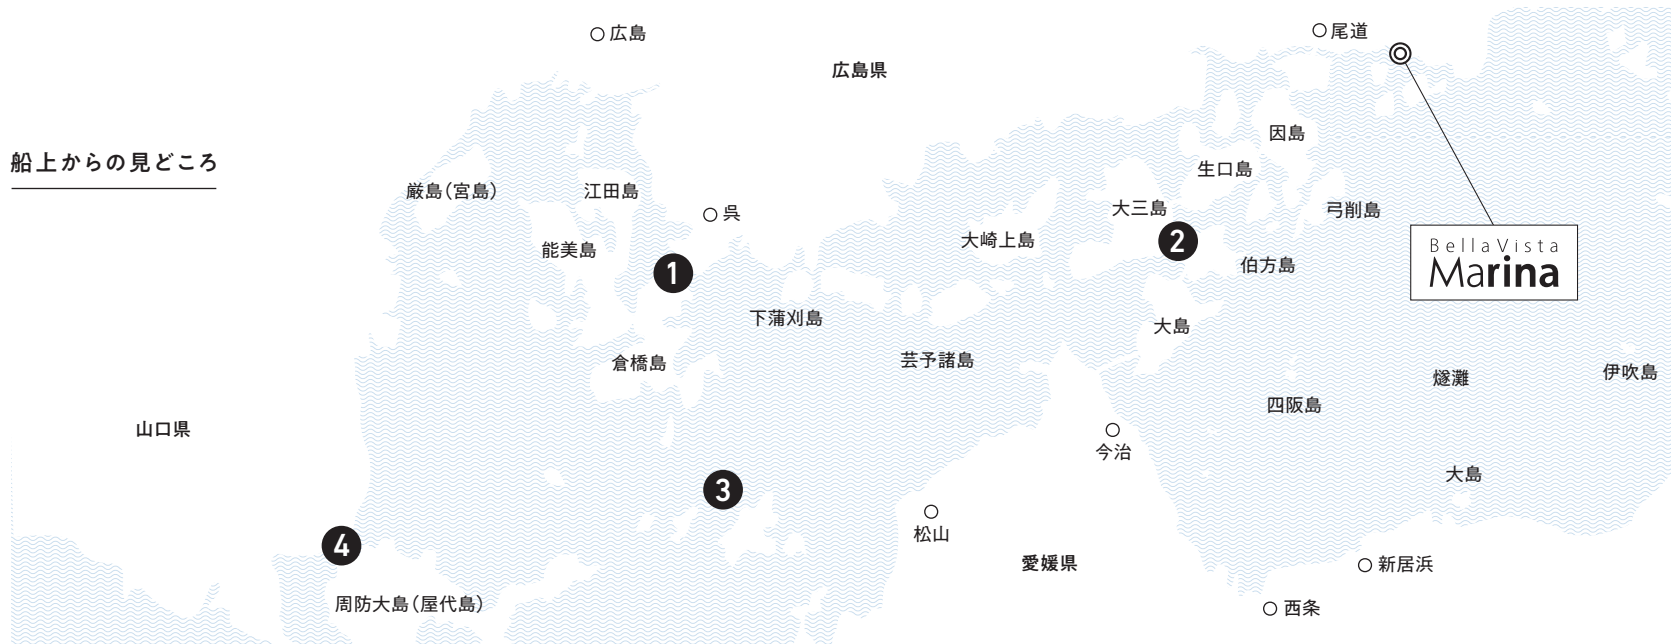 広島
尾道
広島県
船上からの見どころ
因島
生口島
厳島(宮島)
江田島
大三島
弓削島
呉
能美島
大崎上島
2
Bella Vista
Marina
伯方島
1
下蒲刈島
大島
倉橋島
芸予諸島
燧灘
伊吹島
四阪島
山口県
今治
大島
3
松山
4
愛媛県
新居浜
周防大島(屋代島)
西条